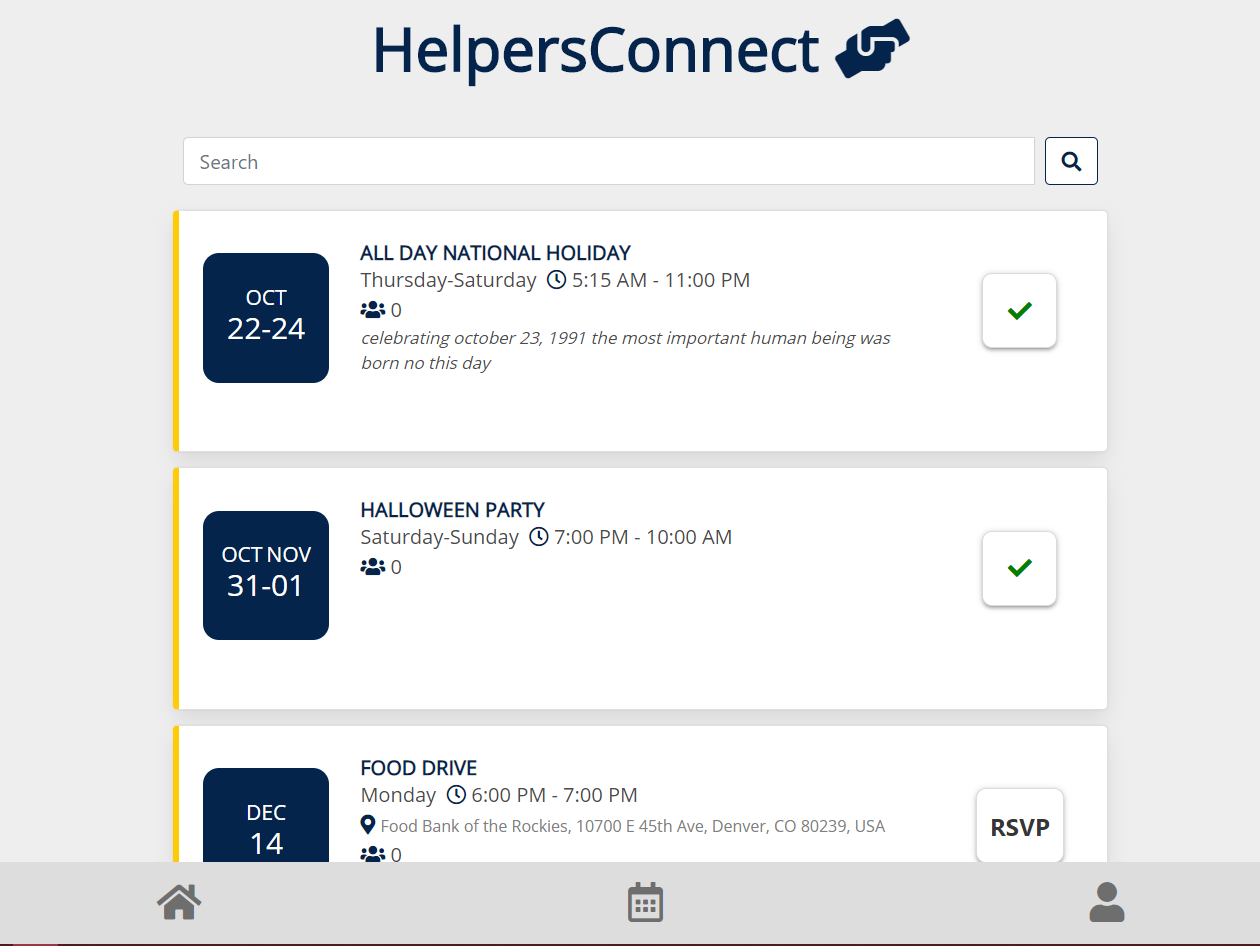 HelpersConnect
Search
OCT
22-24
ALL DAY NATIONAL HOLIDAY
Thursday-Saturday 5:15 AM - 11:00 PM
0
celebrating october 23, 1991 the most important human being was
born no this day
OCT NOV
31-01
HALLOWEEN PARTY
Saturday-Sunday 7:00 PM - 10:00 AM
0
DEC
14
FOOD DRIVE
Monday 6:00 PM - 7:00 PM
Food Bank of the Rockies, 10700 E 45th Ave, Denver, CO 80239, USA
0
RSVP